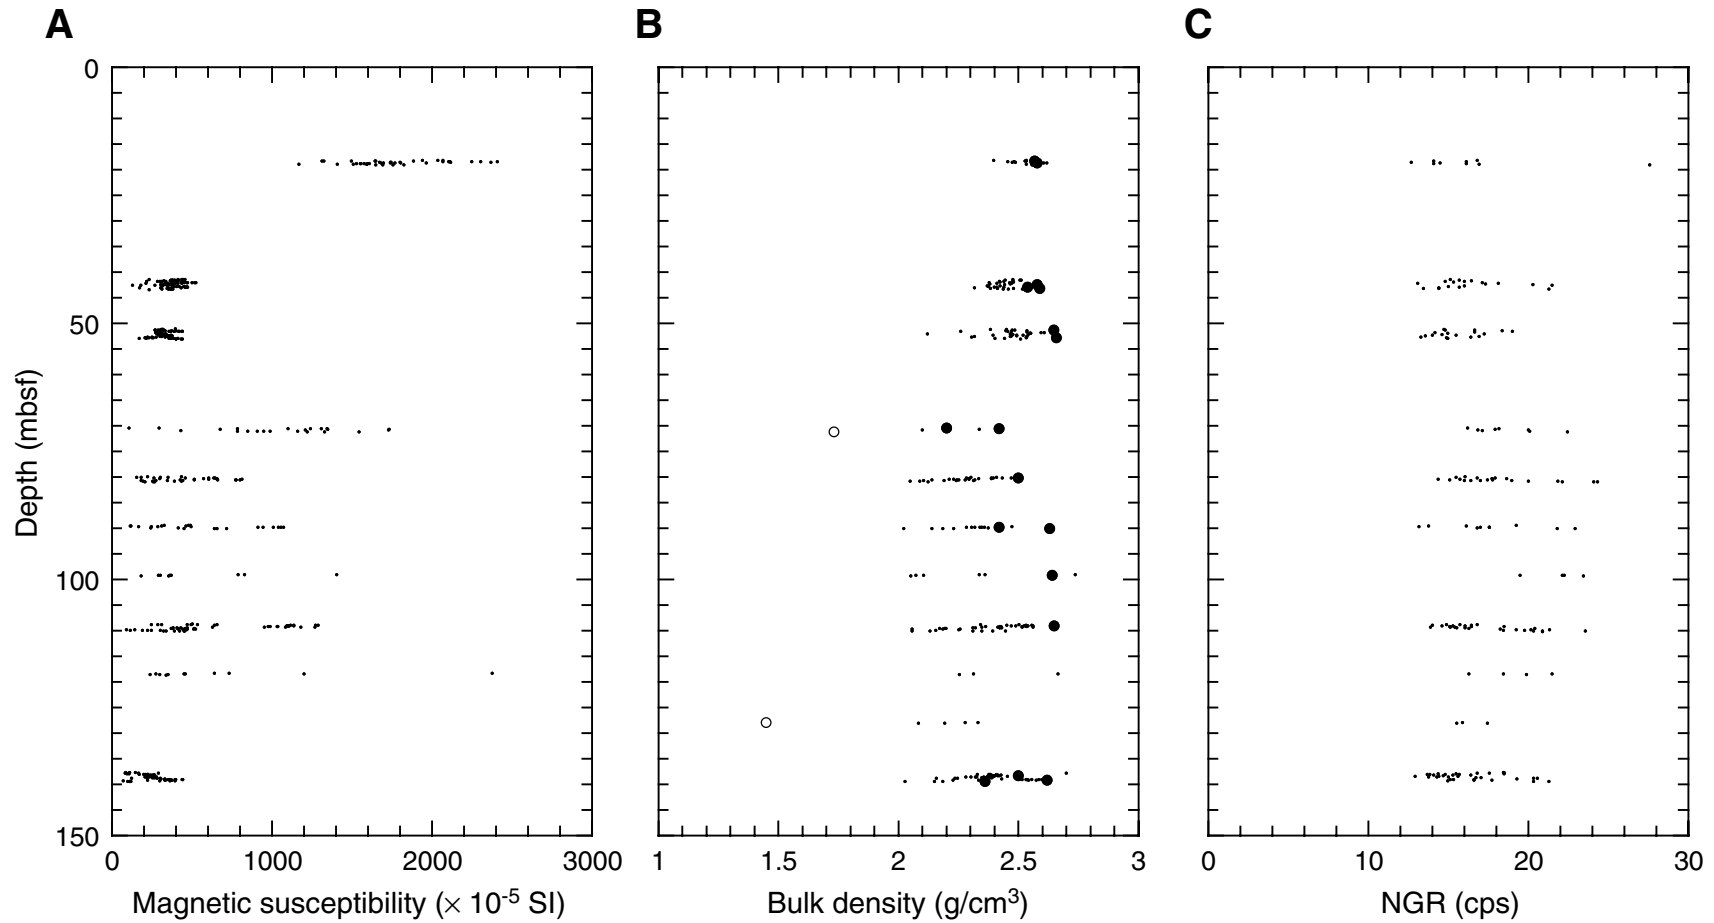 A B C
0
50
100
150
Depth (mbsf)
0 1000 2000 3000 1 1.5 2 2.5 3 0 10 20 30
Magnetic susceptibility (× 10⁻⁵ SI) Bulk density (g/cm³) NGR (cps)